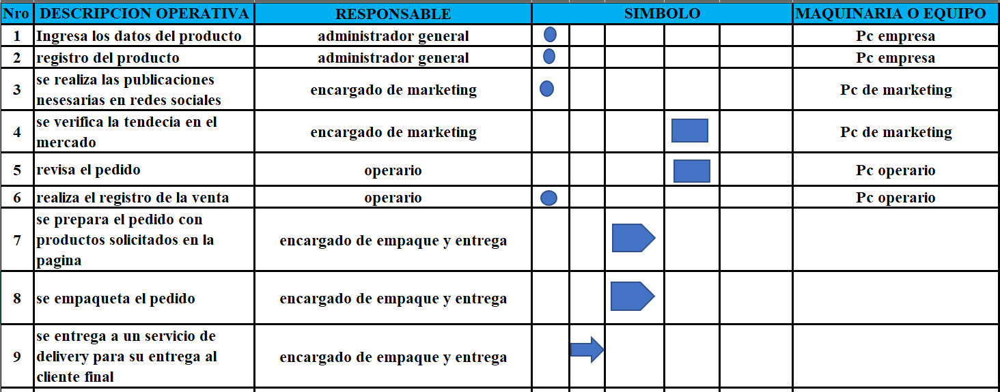 Nro DESCRIPCION OPERATIVA RESPONSABLE SIMBOLO MAQUINARIA O EQUIPO
1 Ingresa los datos del producto administrador general Pc empresa
2 registro del producto administrador general Pc empresa
3 se realiza las publicaciones
nesesarias en redes sociales encargado de marketing Pc de marketing
4 se verifica la tendecia en el
mercado encargado de marketing Pc de marketing
5 revisa el pedido operario Pc operario
6 realiza el registro de la venta operario Pc operario
7 se prepara el pedido con
productos solicitados en la
pagina encargado de empaque y entrega
8 se empaqueta el pedido encargado de empaque y entrega
9 se entrega a un servicio de
delivery para su entrega al
cliente final encargado de empaque y entrega